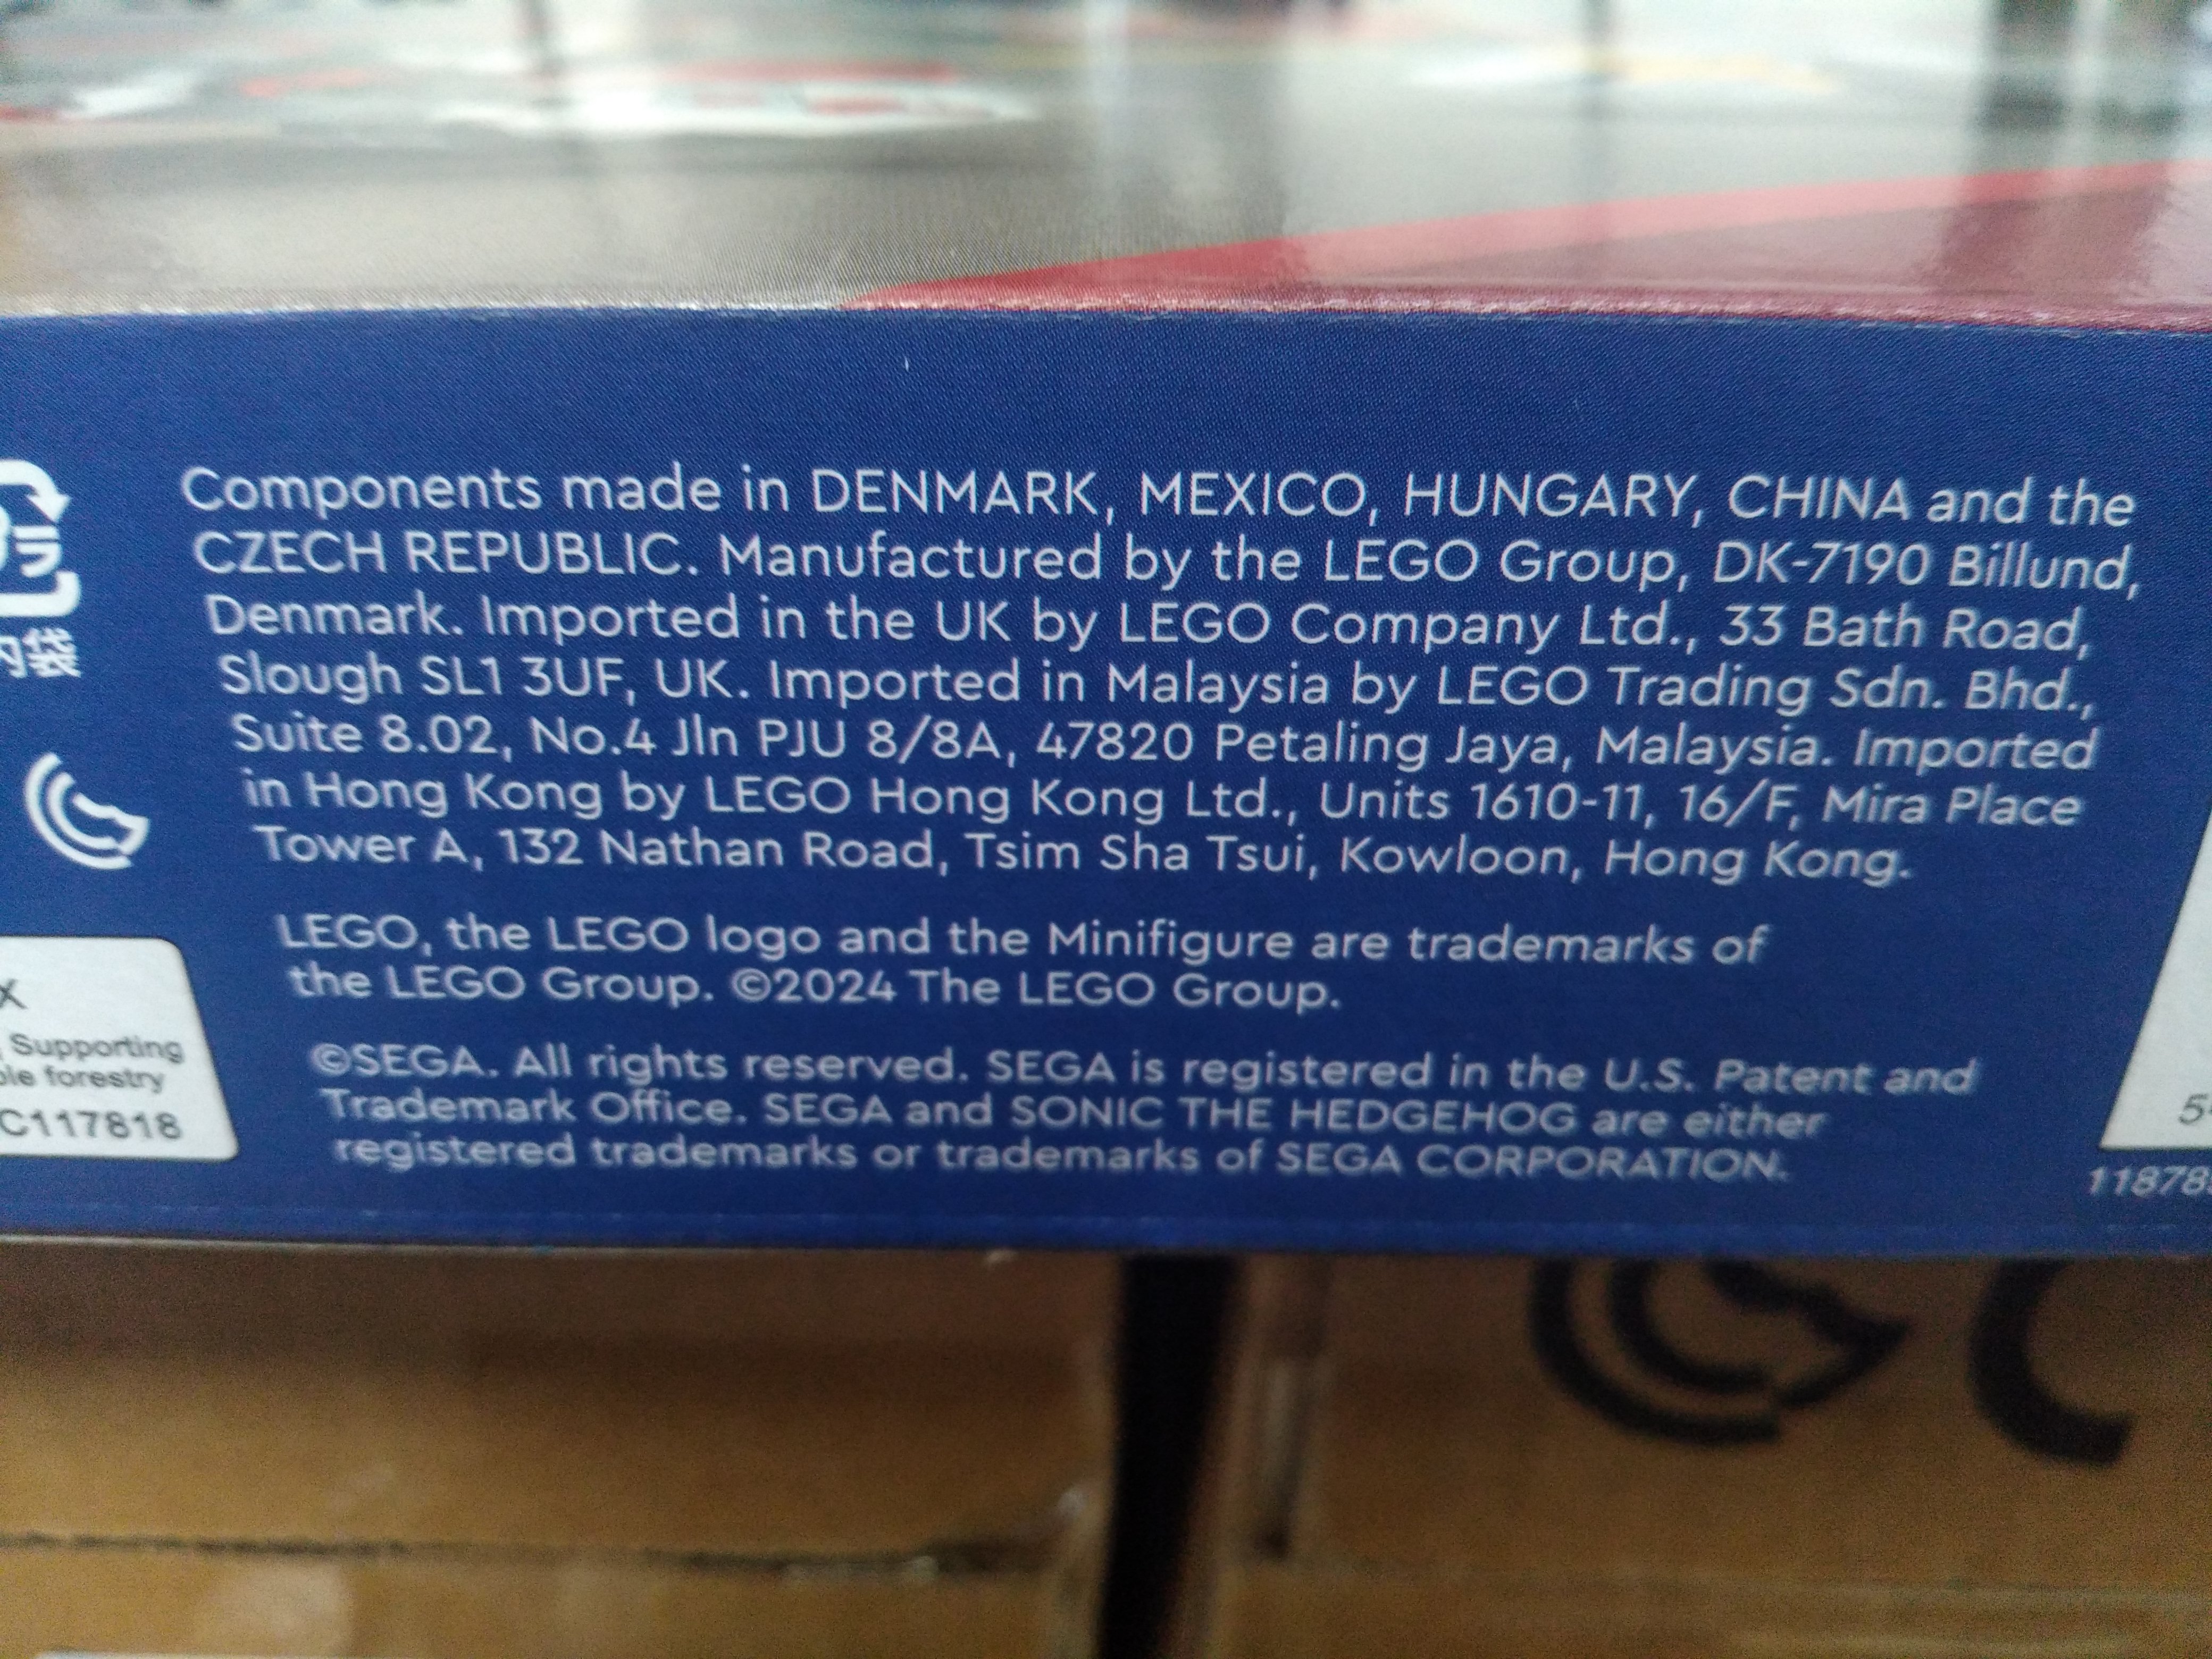 Components made in DENMARK, MEXICO, HUNGARY, CHINA and the
CZECH REPUBLIC. Manufactured by the LEGO Group, DK-7190 Billund,
Denmark. Imported in the UK by LEGO Company Ltd., 33 Bath Road,
Slough SL1 3UF, UK. Imported in Malaysia by LEGO Trading Sdn. Bhd.,
Suite 8.02, No.4 Jln PJU 8/8A, 47820 Petaling Jaya, Malaysia. Imported
in Hong Kong by LEGO Hong Kong Ltd., Units 1610-11, 16/F, Mira Place
Tower A, 132 Nathan Road, Tsim Sha Tsui, Kowloon, Hong Kong.
LEGO, the LEGO logo and the Minifigure are trademarks of
the LEGO Group. ©2024 The LEGO Group.
©SEGA. All rights reserved. SEGA is registered in the U.S. Patent and
Trademark Office. SEGA and SONIC THE HEDGEHOG are either
registered trademarks or trademarks of SEGA CORPORATION.
内袋
X
Supporting
forestry
C117818